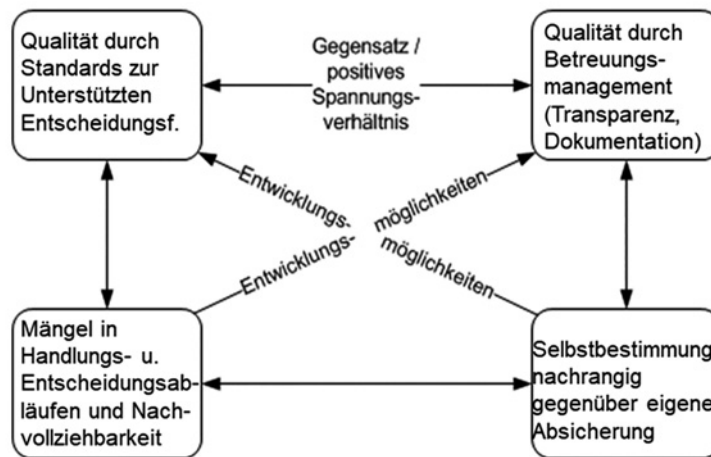 Qualität durch
Standards zur
Unterstützten
Entscheidungsf.
Gegensatz /
positives
Spannungs-
verhältnis
Qualität durch
Betreuungs-
management
(Transparenz,
Dokumentation)
Entwicklungs- möglichkeiten
Entwicklungs- möglichkeiten
Mängel in
Handlungs- u.
Entscheidungsab-
läufen und Nach-
vollziehbarkeit
Selbstbestimmung
nachrangig
gegenüber eigene
Absicherung